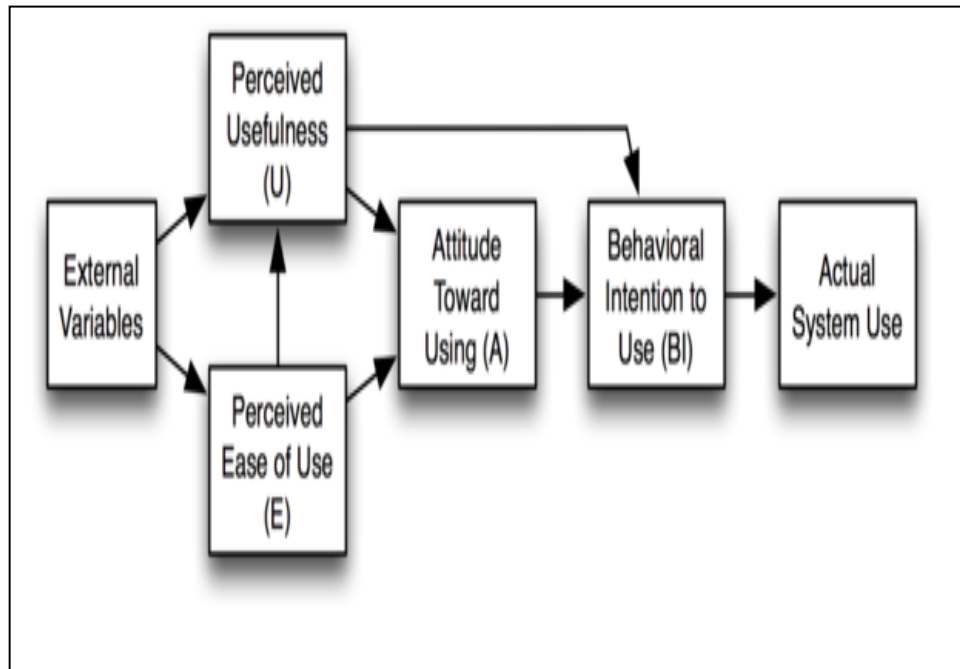 External
Variables
Perceived
Usefulness
(U)
Perceived
Ease of Use
(E)
Attitude
Toward
Using (A)
Behavioral
Intention to
Use (BI)
Actual
System Use